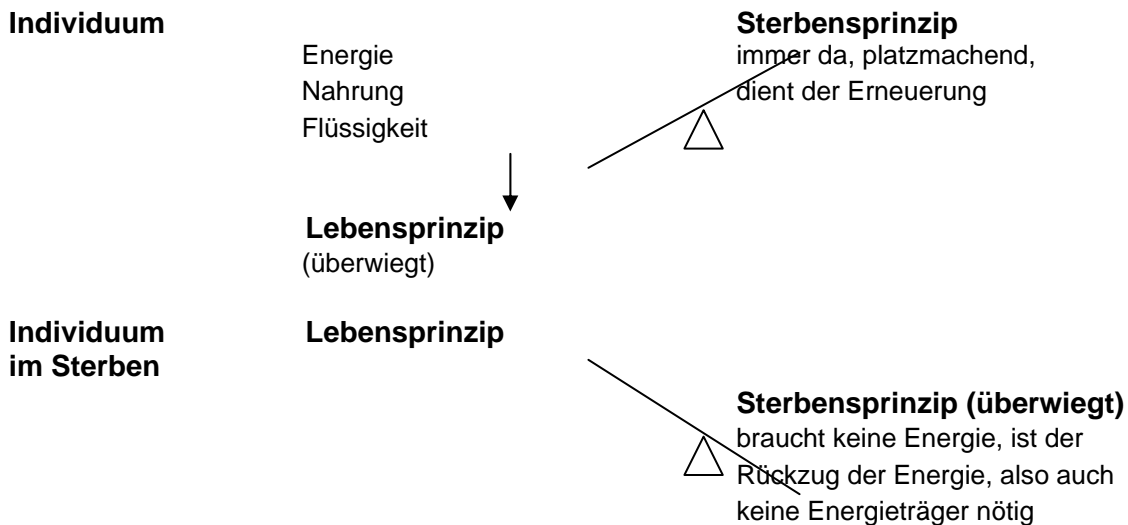 Individuum
Sterbensprinzip
Energie
immer da, platzmachend,
Nahrung
dient der Erneuerung
Flüssigkeit
Lebensprinzip
(überwiegt)
Individuum
im Sterben
Lebensprinzip
Sterbensprinzip (überwiegt)
braucht keine Energie, ist der
Rückzug der Energie, also auch
keine Energieträger nötig